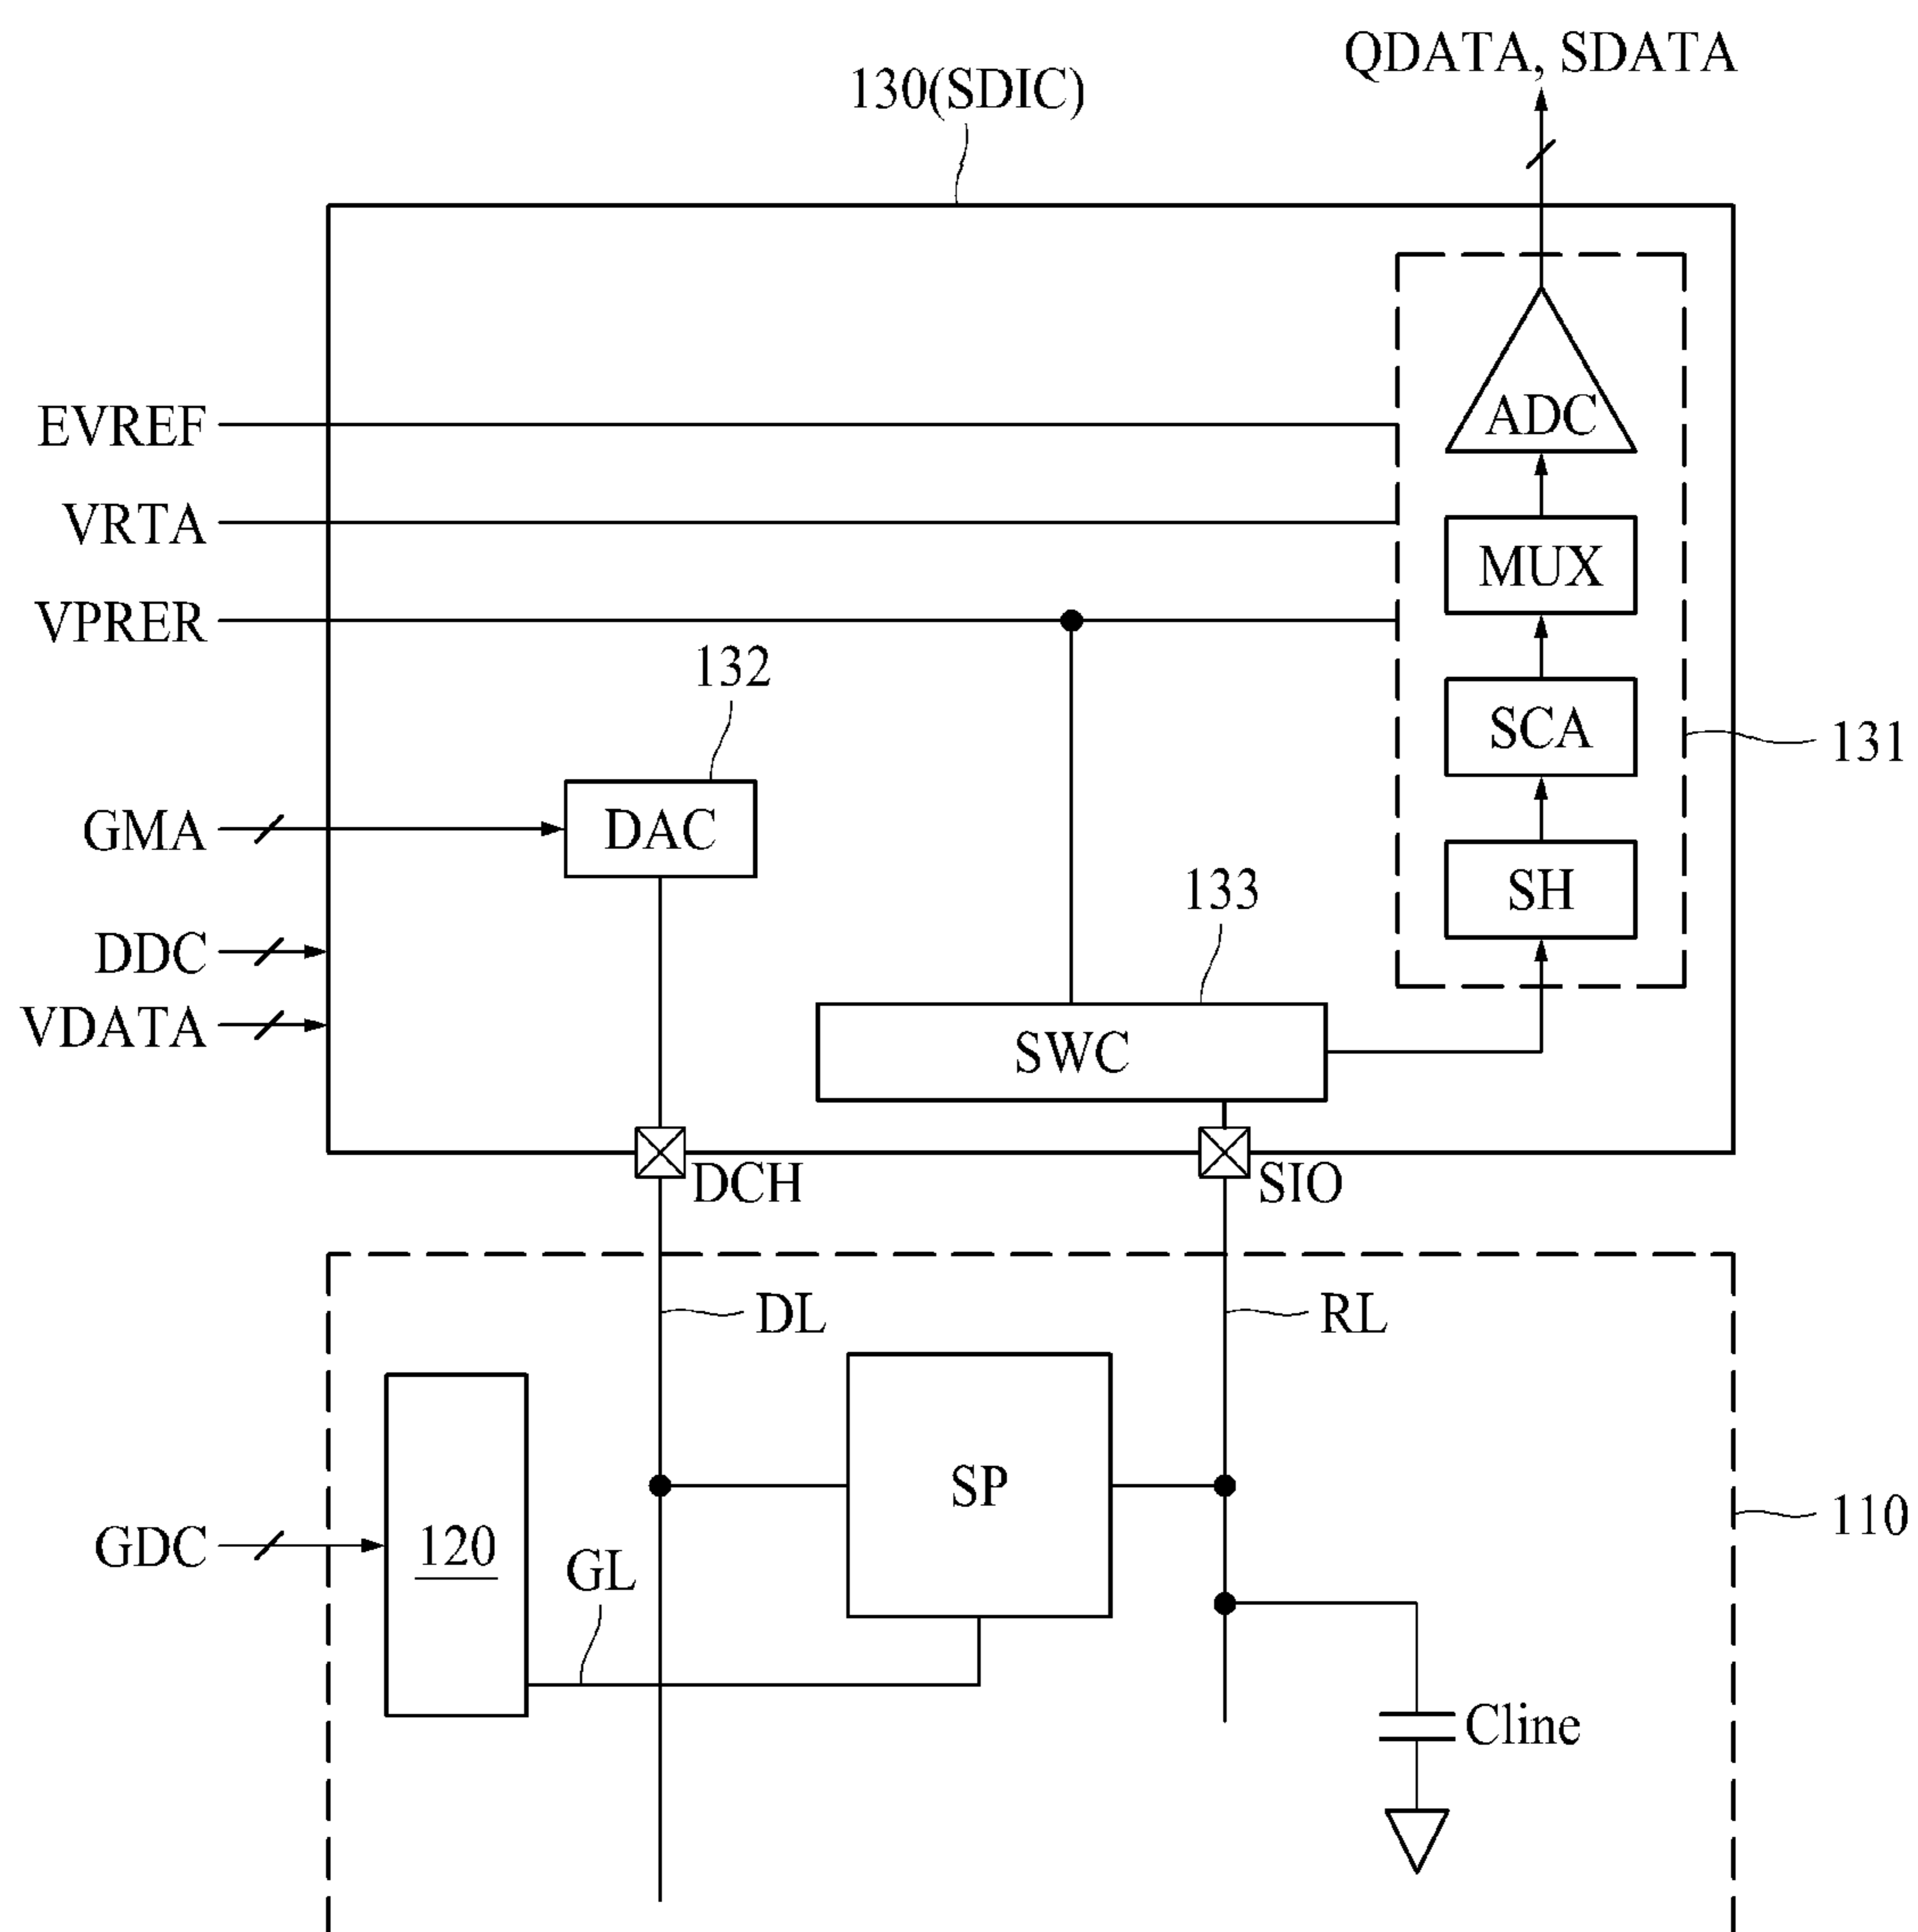 QDATA, SDATA
130(SDIC)
EVREF
ADC
VRTA
MUX
VPRER
132
SCA
131
GMA
DAC
133
SH
DDC
VDATA
SWC
DCH
SIO
DL
RL
SP
110
GDC
120
GL
Cline